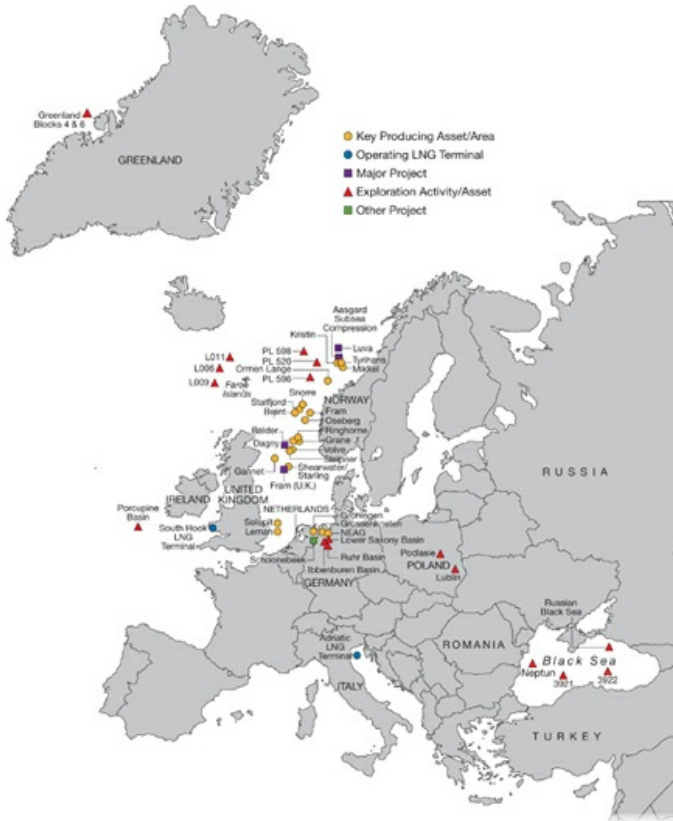 Greenland
Blocks 4 & 6
GREENLAND
Key Producing Asset/Area
Operating LNG Terminal
Major Project
Exploration Activity/Asset
Other Project
Aasgard
Subsea
Compression
Kristin
Luva
PL 598
Tyrihans
L011
PL 520
Mikkel
L006
Ormen Lange
L009
PL 596
Faroe
Islands
NORWAY
Snorre
Statfjord
Fram
Brent
Oseberg
Ringhorne
Balder
Grane
Dagny
Volve
Sleipner
Gannet
Shearwater/
Starling
Fram (U.K.)
RUSSIA
IRELAND
UNITED
KINGDOM
NETHERLANDS
Porcupine
Basin
Groningen
South Hook
LNG
Terminal
Solepit
Leman
NEAG
Lower Saxony Basin
Schoonebeek
Ruhr Basin
Ibbenburen Basin
GERMANY
Podlasie
POLAND
Lublin
Russian
Black Sea
Adriatic
LNG
Terminal
ROMANIA
Black Sea
Neptun
3921
3922
ITALY
TURKEY